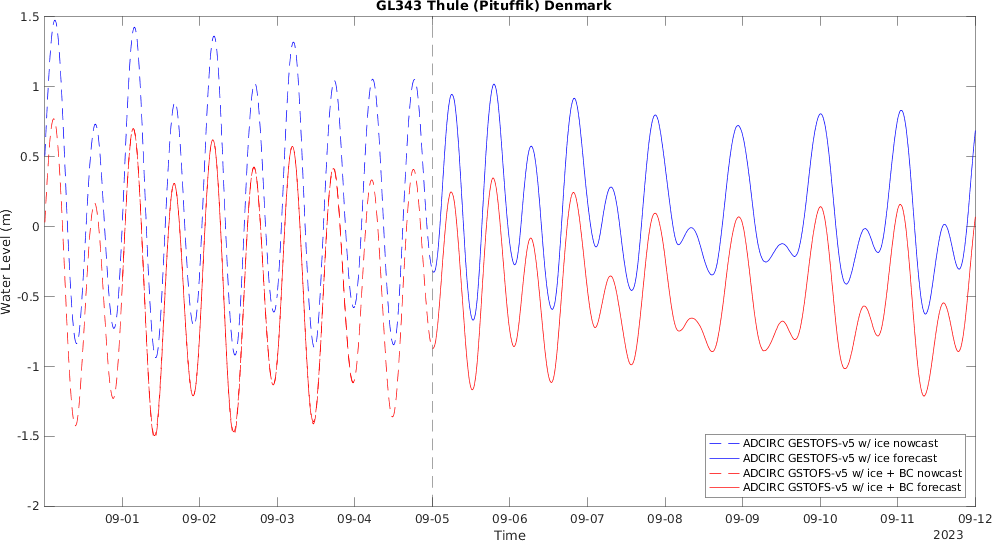 GL343 Thule (Pituffik) Denmark
1.5
1
0.5
0
-0.5
-1
-1.5
-2
Water Level (m)
ADCIRC GESTOFS-v5 w/ ice nowcast
ADCIRC GESTOFS-v5 w/ ice forecast
ADCIRC GSTOFS-v5 w/ ice + BC nowcast
ADCIRC GSTOFS-v5 w/ ice + BC forecast
09-01 09-02 09-03 09-04 09-05 09-06 09-07 09-08 09-09 09-10 09-11 09-12
Time
2023